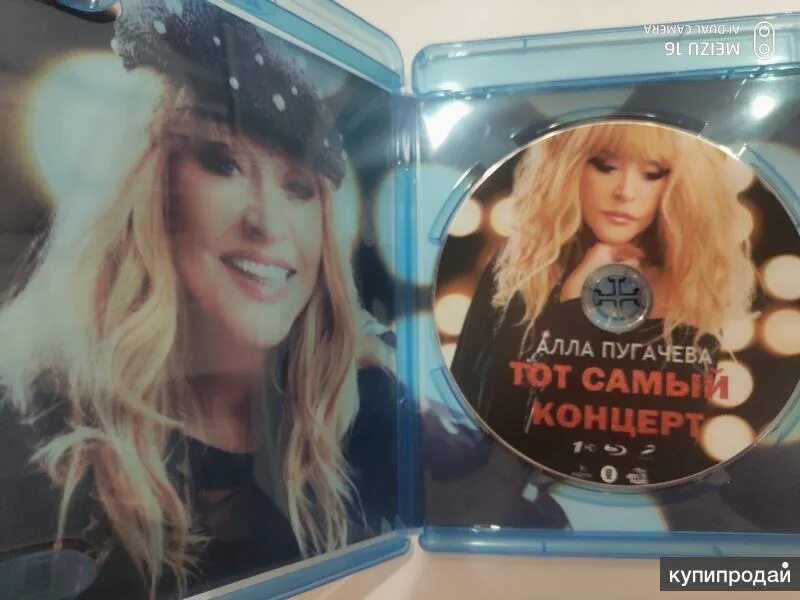 MEIZU 16
AI DUAL CAMERA
АЛЛА ПУГАЧЕВА
ТОТ САМЫЙ
КОНЦЕРТ
купипродай